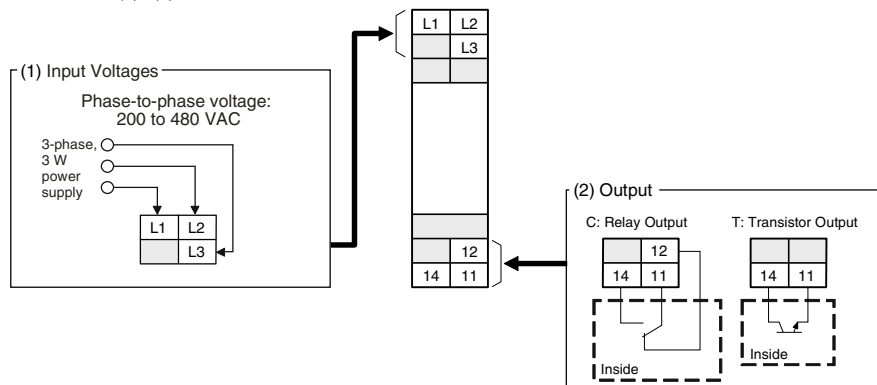 L1 L2
L3
(1) Input Voltages
Phase-to-phase voltage:
200 to 480 VAC
3-phase,
3 W
power
supply
L1 L2
L3
12
14 11
(2) Output
C: Relay Output
T: Transistor Output
12
14 11
14 11
Inside
Inside